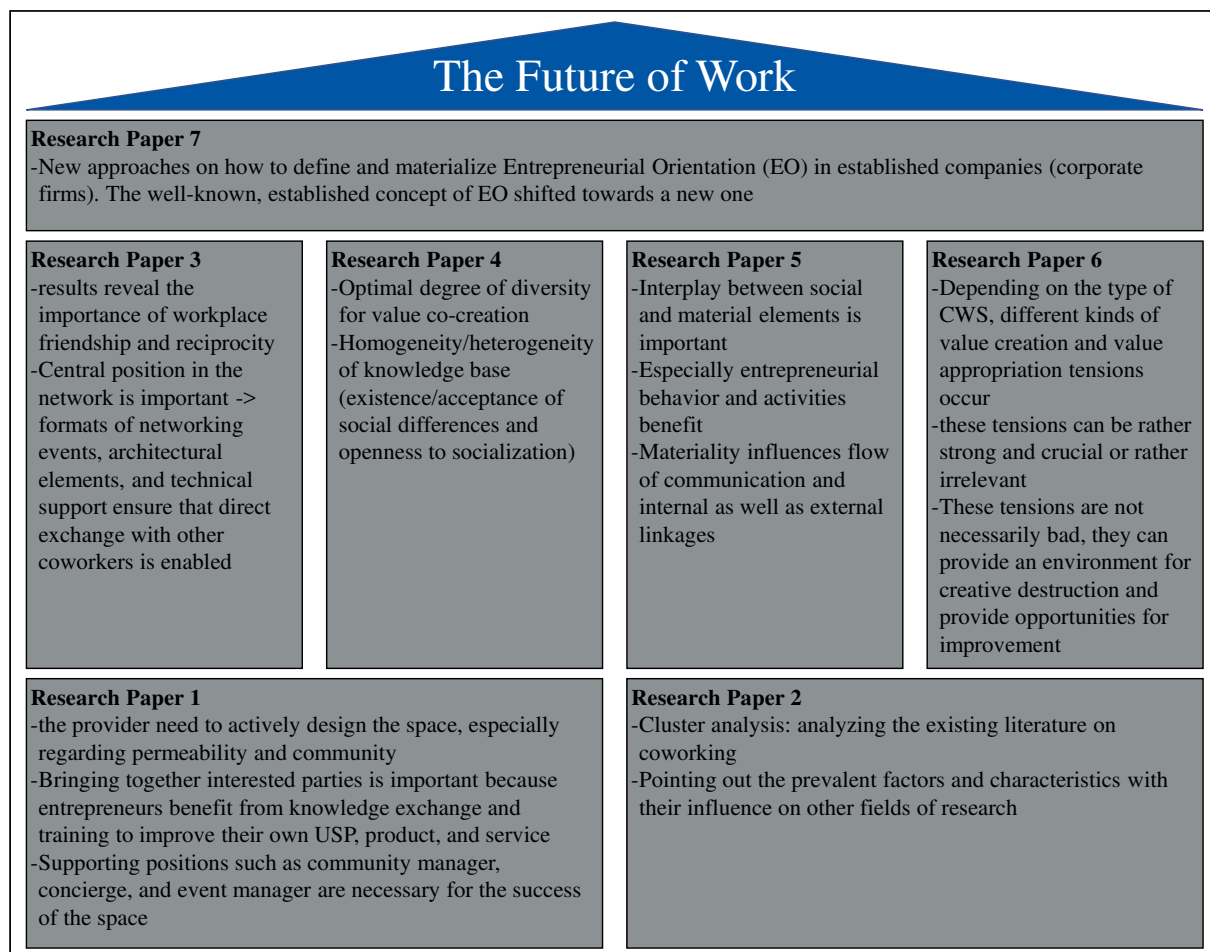 The Future of Work
Research Paper 7
-New approaches on how to define and materialize Entrepreneurial Orientation (EO) in established companies (corporate
firms). The well-known, established concept of EO shifted towards a new one
Research Paper 3
-results reveal the
importance of workplace
friendship and reciprocity
-Central position in the
network is important ->
formats of networking
events, architectural
elements, and technical
support ensure that direct
exchange with other
coworkers is enabled
Research Paper 4
-Optimal degree of diversity
for value co-creation
-Homogeneity/heterogeneity
of knowledge base
(existence/acceptance of
social differences and
openness to socialization)
Research Paper 5
-Interplay between social
and material elements is
important
-Especially entrepreneurial
behavior and activities
benefit
-Materiality influences flow
of communication and
internal as well as external
linkages
Research Paper 6
-Depending on the type of
CWS, different kinds of
value creation and value
appropriation tensions
occur
-these tensions can be rather
strong and crucial or rather
irrelevant
-These tensions are not
necessarily bad, they can
provide an environment for
creative destruction and
provide opportunities for
improvement
Research Paper 1
-the provider need to actively design the space, especially
regarding permeability and community
-Bringing together interested parties is important because
entrepreneurs benefit from knowledge exchange and
training to improve their own USP, product, and service
-Supporting positions such as community manager,
concierge, and event manager are necessary for the success
of the space
Research Paper 2
-Cluster analysis: analyzing the existing literature on
coworking
-Pointing out the prevalent factors and characteristics with
their influence on other fields of research